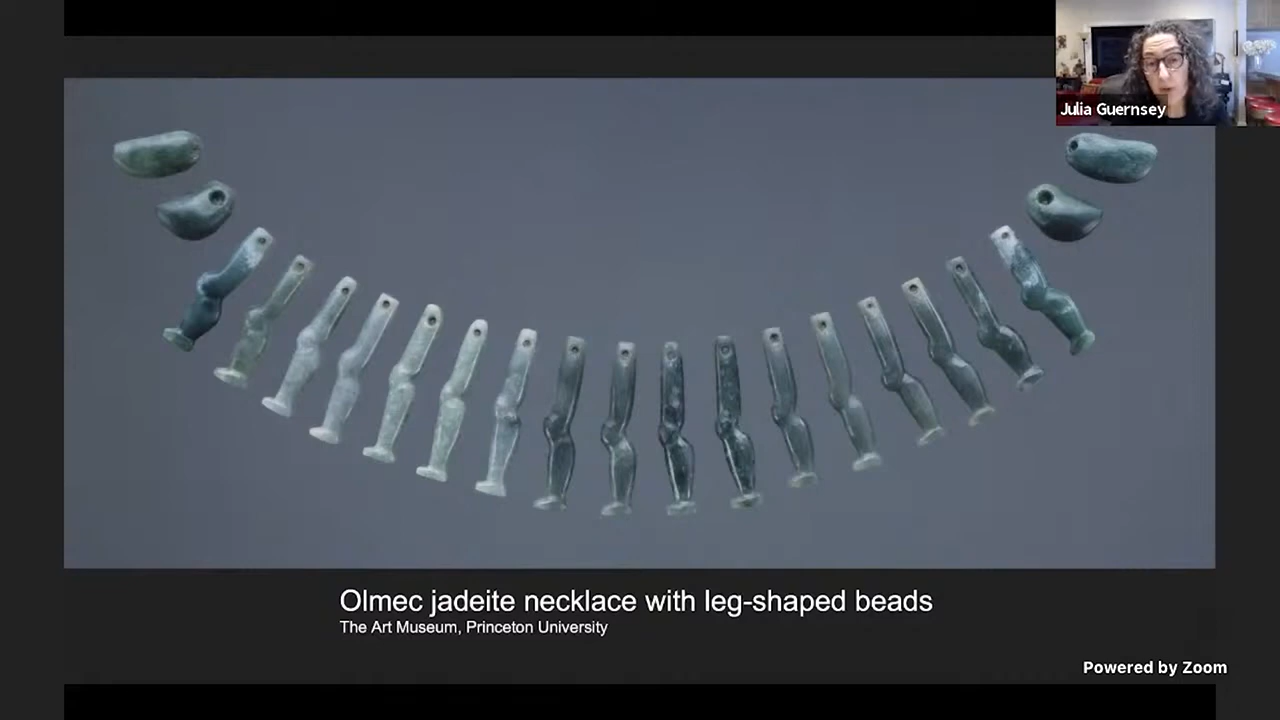 Julia Guernsey
Olmec jadeite necklace with leg-shaped beads
The Art Museum, Princeton University
Powered by Zoom